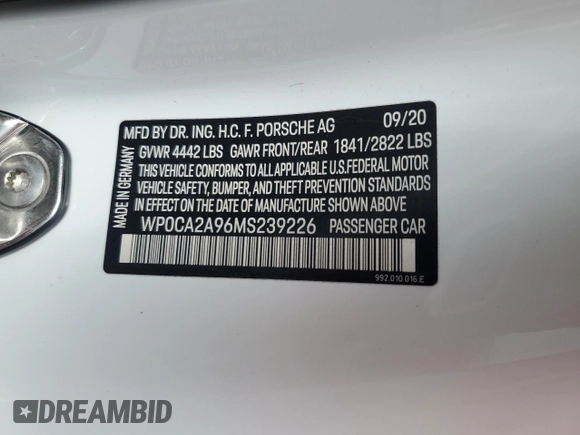 MFD BY DR. ING. H.C. F. PORSCHE AG 09/20
GVWR 4442 LBS GAWR FRONT/REAR 1841/2822 LBS
THIS VEHICLE CONFORMS TO ALL APPLICABLE U.S.FEDERAL MOTOR
VEHICLE SAFETY, BUMPER, AND THEFT PREVENTION STANDARDS
IN EFFECT ON THE DATE OF MANUFACTURE SHOWN ABOVE
WP0CA2A96MS239226 PASSENGER CAR
MADE IN GERMANY
992.010 016 E
DREAMBID